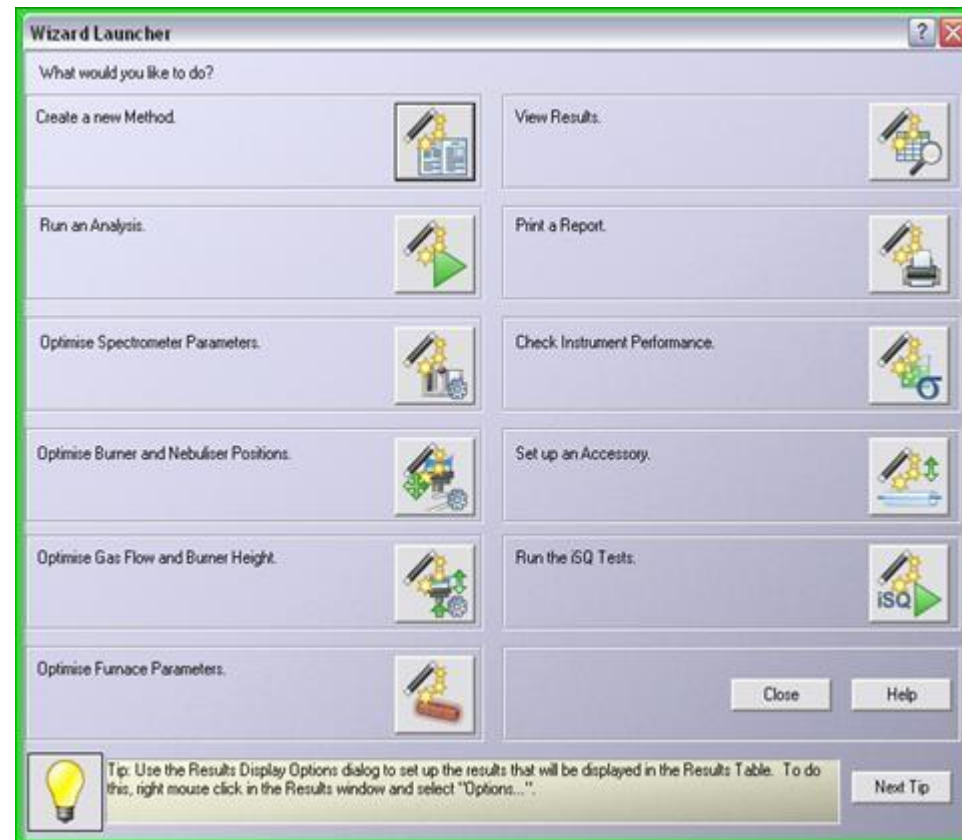 Wizard Launcher
What would you like to do?
Create a new Method.
View Results.
Run an Analysis.
Print a Report.
Optimise Spectrometer Parameters.
Check Instrument Performance.
Optimise Burner and Nebuliser Positions.
Set up an Accessory.
Optimise Gas Flow and Burner Height.
Run the iSQ Tests.
iSQ
Optimise Furnace Parameters.
Close
Help
Tip: Use the Results Display Options dialog to set up the results that will be displayed in the Results Table. To do
this, right mouse click in the Results window and select "Options...".
Next Tip